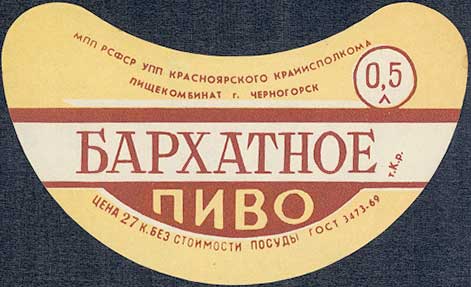 МПП РСФСР УПП КРАСНОЯРСКОГО КРАЙИСПОЛКОМА
ПИЩЕКОМБИНАТ г. ЧЕРНОГОРСК
0,5
Л
БАРХАТНОЕ
т.К.р.
ПИВО
ЦЕНА 27 К. БЕЗ СТОИМОСТИ ПОСУДЫ ГОСТ 3473-69